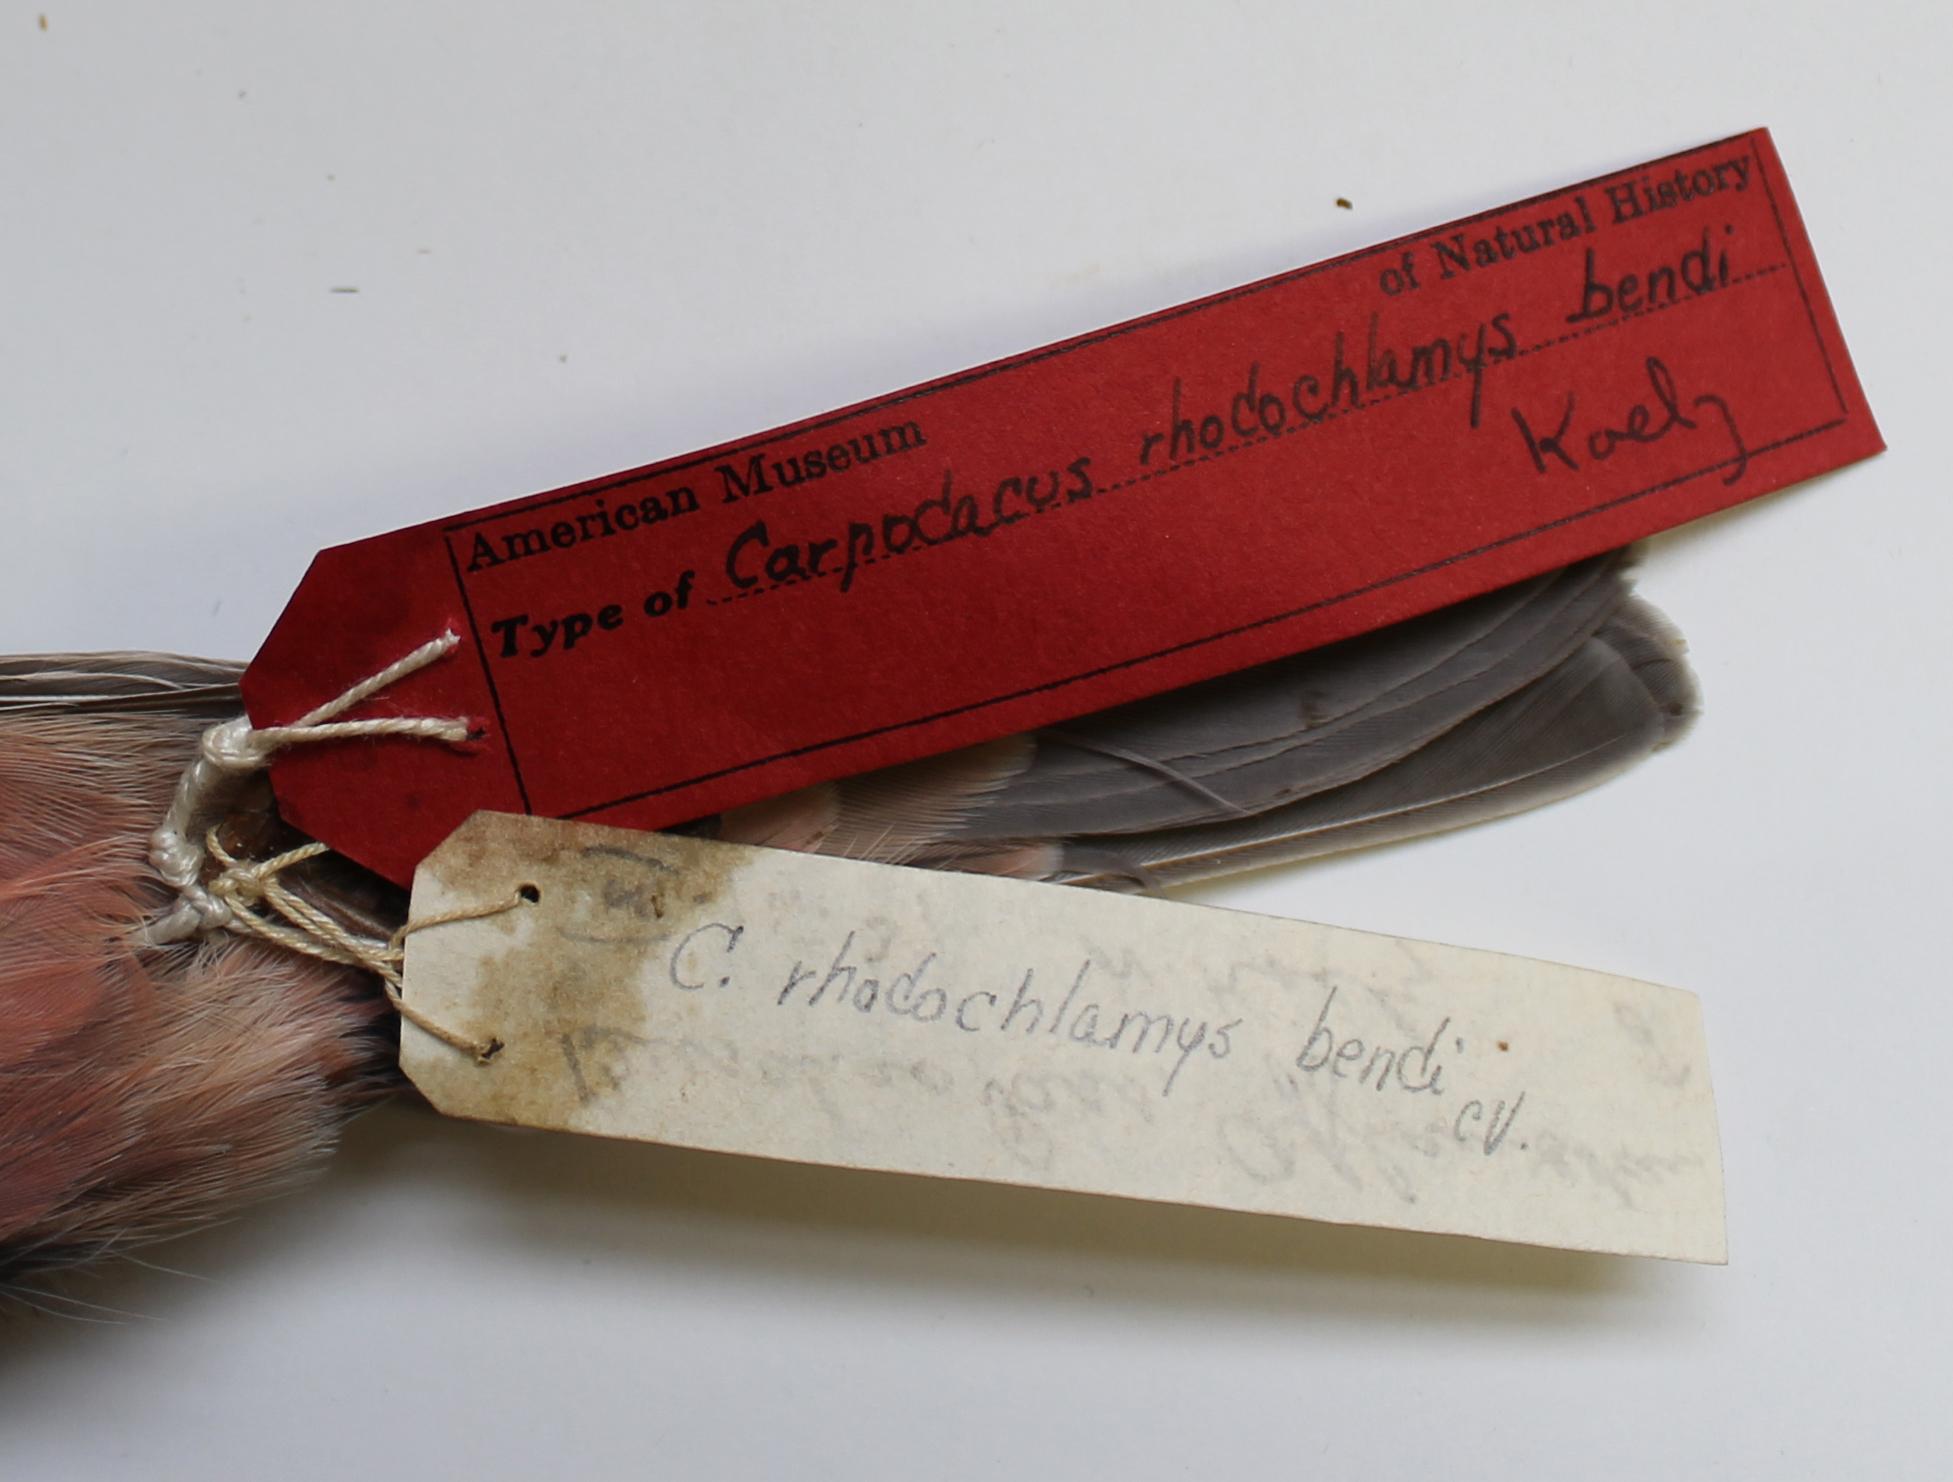 American Museum of Natural History
Type of Carpodacus rhodochlamys bendi
Koelz
C. rhodochlamys bendi
CV.